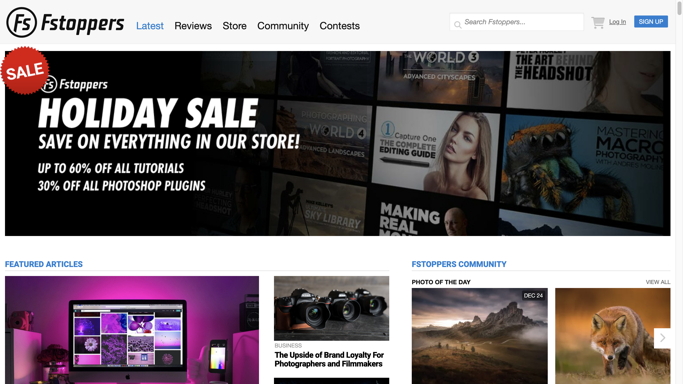 Fs Fstoppers
Latest Reviews Store Community Contests
Search Fstoppers...
Log In
SIGN UP
SALE
Fs Fstoppers
HOLIDAY SALE
SAVE ON EVERYTHING IN OUR STORE!
UP TO 60% OFF ALL TUTORIALS
30% OFF ALL PHOTOSHOP PLUGINS
WORLD 3
ADVANCED CITYSCAPES
THE ART BEHIND
THE HEADSHOT
PHOTOGRAPHING
WORLD 4
ADVANCED LANDSCAPES
1 Capture One
THE COMPLETE
EDITING GUIDE
MASTERING
MACRO
PHOTOGRAPHY
SKY LIBRARY
MAKING
REAL
FEATURED ARTICLES
FSTOPPERS COMMUNITY
PHOTO OF THE DAY
VIEW ALL
DEC 24
BUSINESS
The Upside of Brand Loyalty For
Photographers and Filmmakers